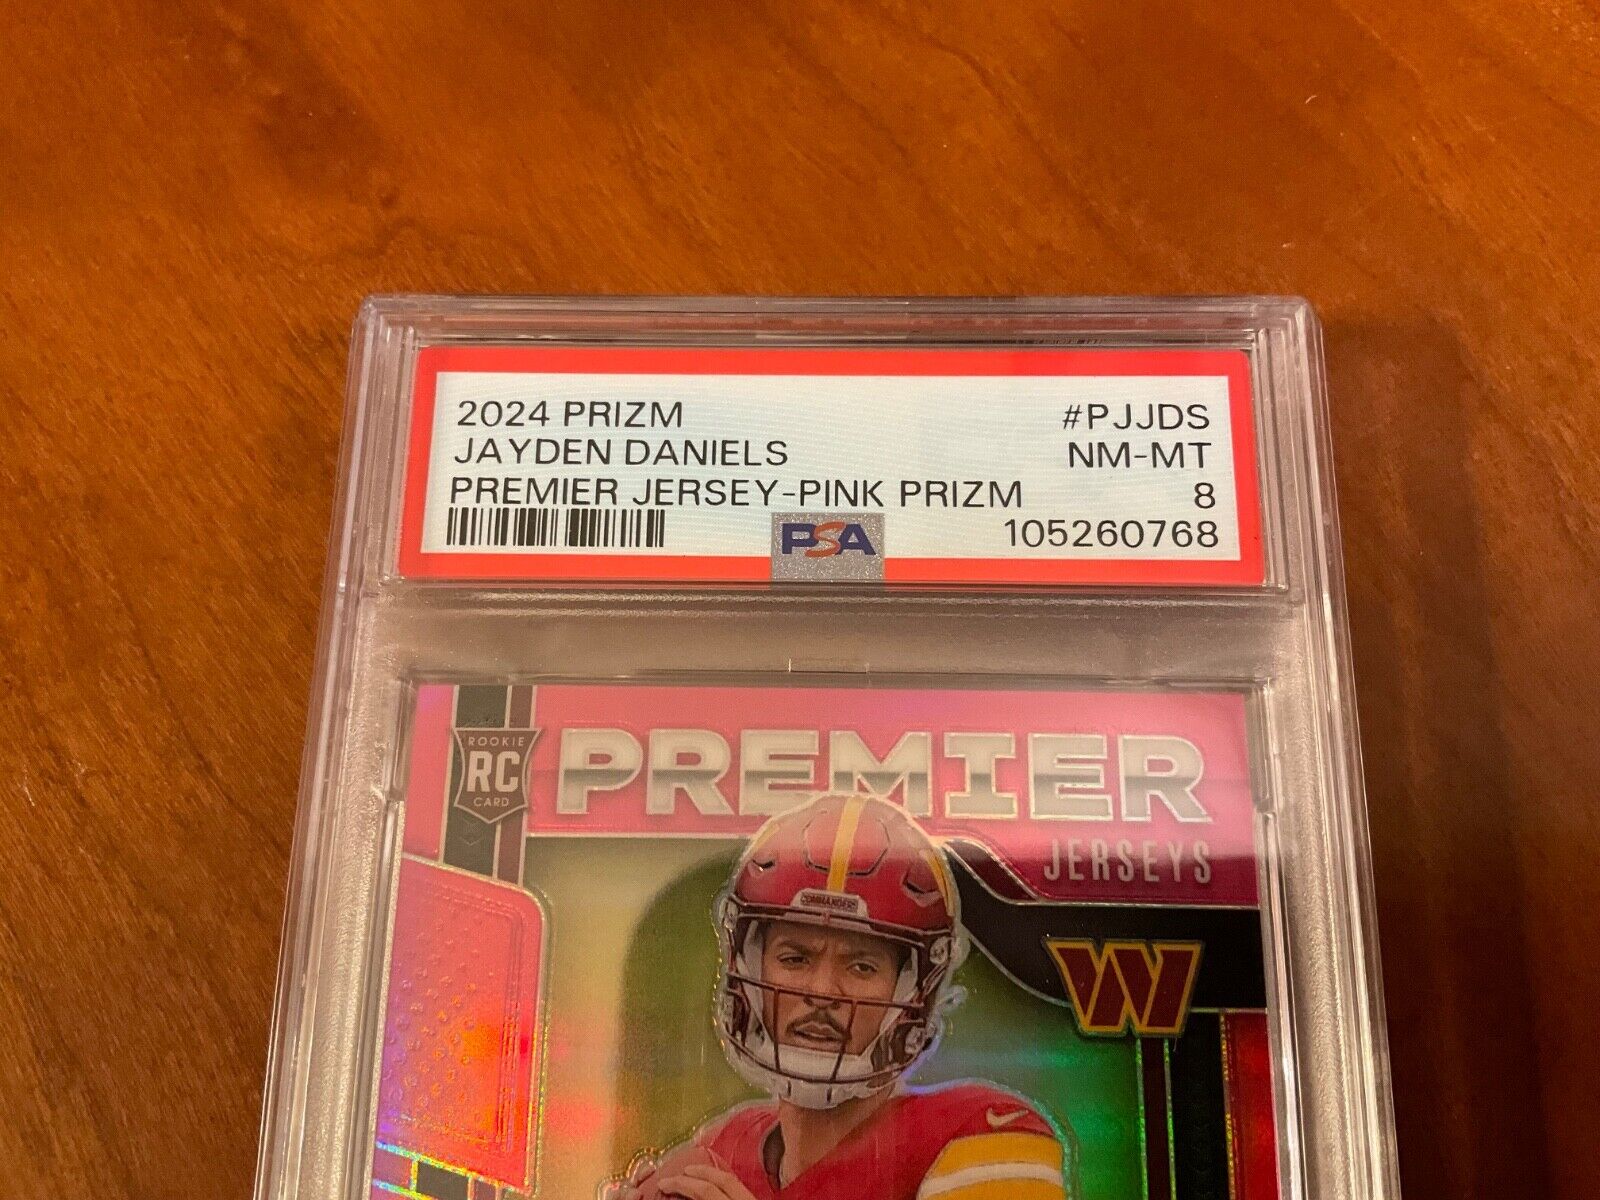 2024 PRIZM #PJJDS
JAYDEN DANIELS NM-MT
PREMIER JERSEY-PINK PRIZM 8
PSA 105260768
ROOKIE
RC
CARD
PREMIER
JERSEYS
COMMANDERS
W